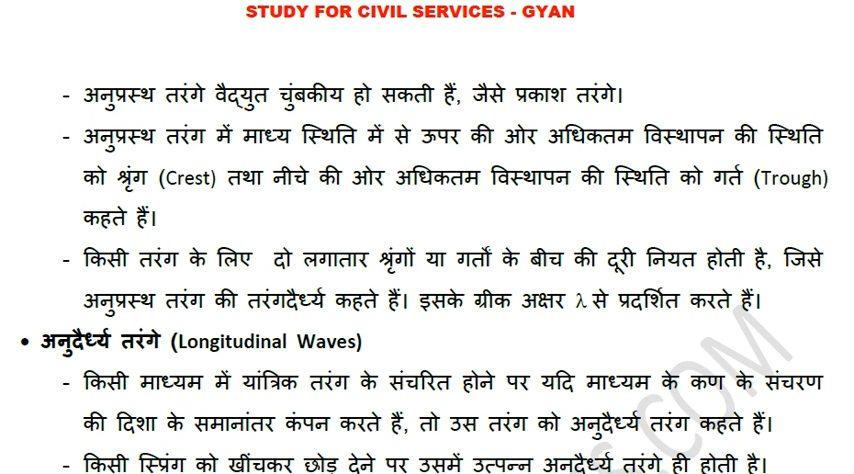 STUDY FOR CIVIL SERVICES - GYAN
- अनुप्रस्थ तरंगे वैद्युत चुंबकीय हो सकती हैं, जैसे प्रकाश तरंगे।
- अनुप्रस्थ तरंग में माध्य स्थिति में से ऊपर की ओर अधिकतम विस्थापन की स्थिति
को श्रृंग (Crest) तथा नीचे की ओर अधिकतम विस्थापन की स्थिति को गर्त (Trough)
कहते हैं।
- किसी तरंग के लिए दो लगातार श्रृंगों या गर्तों के बीच की दूरी नियत होती है, जिसे
अनुप्रस्थ तरंग की तरंगदैर्ध्य कहते हैं। इसके ग्रीक अक्षर λ से प्रदर्शित करते हैं।
• अनुदैर्ध्य तरंगे (Longitudinal Waves)
- किसी माध्यम में यांत्रिक तरंग के संचरित होने पर यदि माध्यम के कण के संचरण
की दिशा के समानांतर कंपन करते हैं, तो उस तरंग को अनुदैर्ध्य तरंग कहते हैं।
- किसी स्प्रिंग को खींचकर छोड़ देने पर उसमें उत्पन्न अनुदैर्ध्य तरंगे ही होती है।